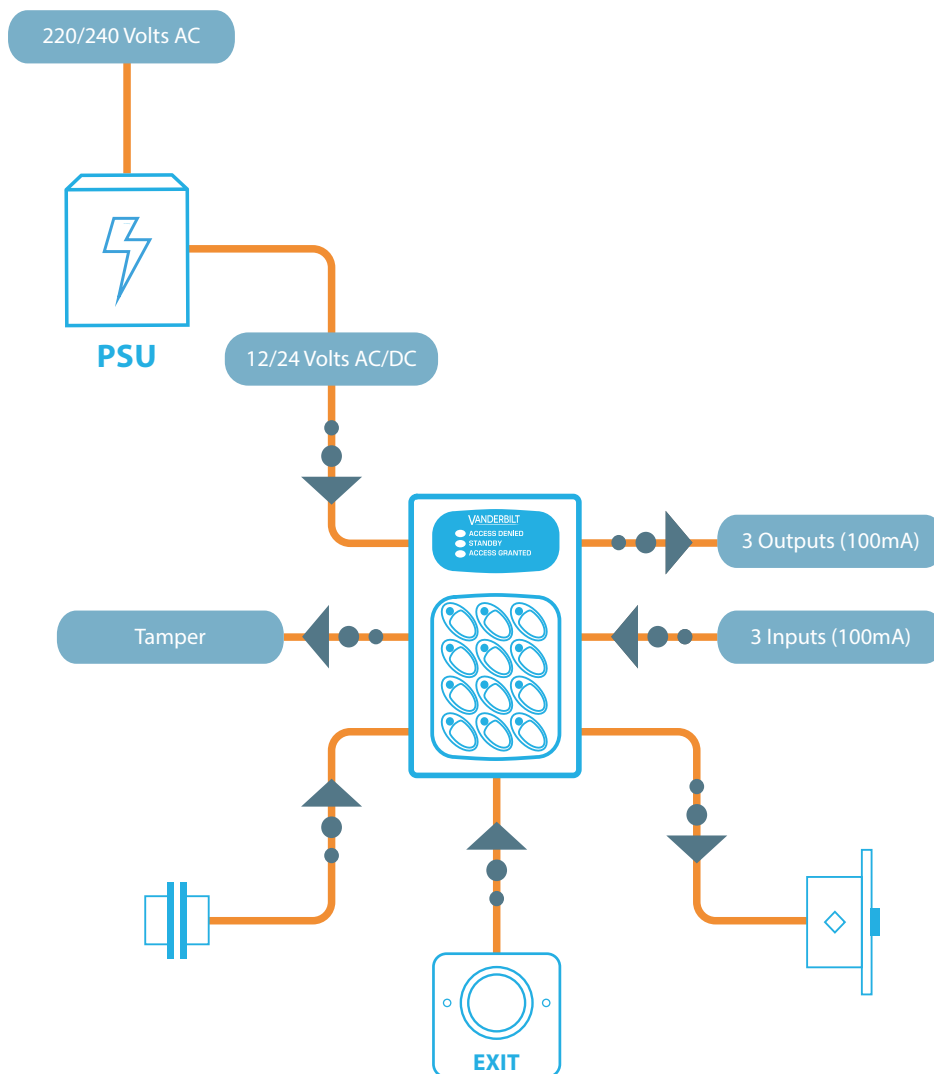 220/240 Volts AC
PSU
12/24 Volts AC/DC
VANDERBILT
ACCESS DENIED
STANDBY
ACCESS GRANTED
3 Outputs (100mA)
Tamper
3 Inputs (100mA)
EXIT